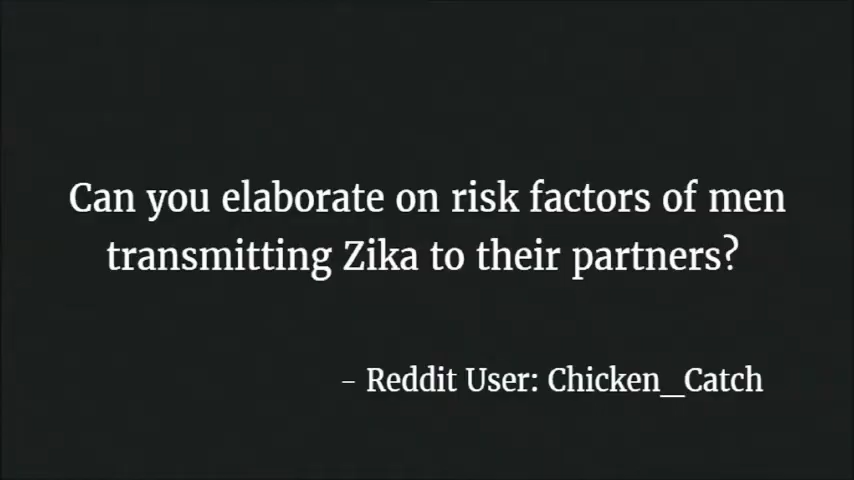 Can you elaborate on risk factors of men
transmitting Zika to their partners?
- Reddit User: Chicken_Catch